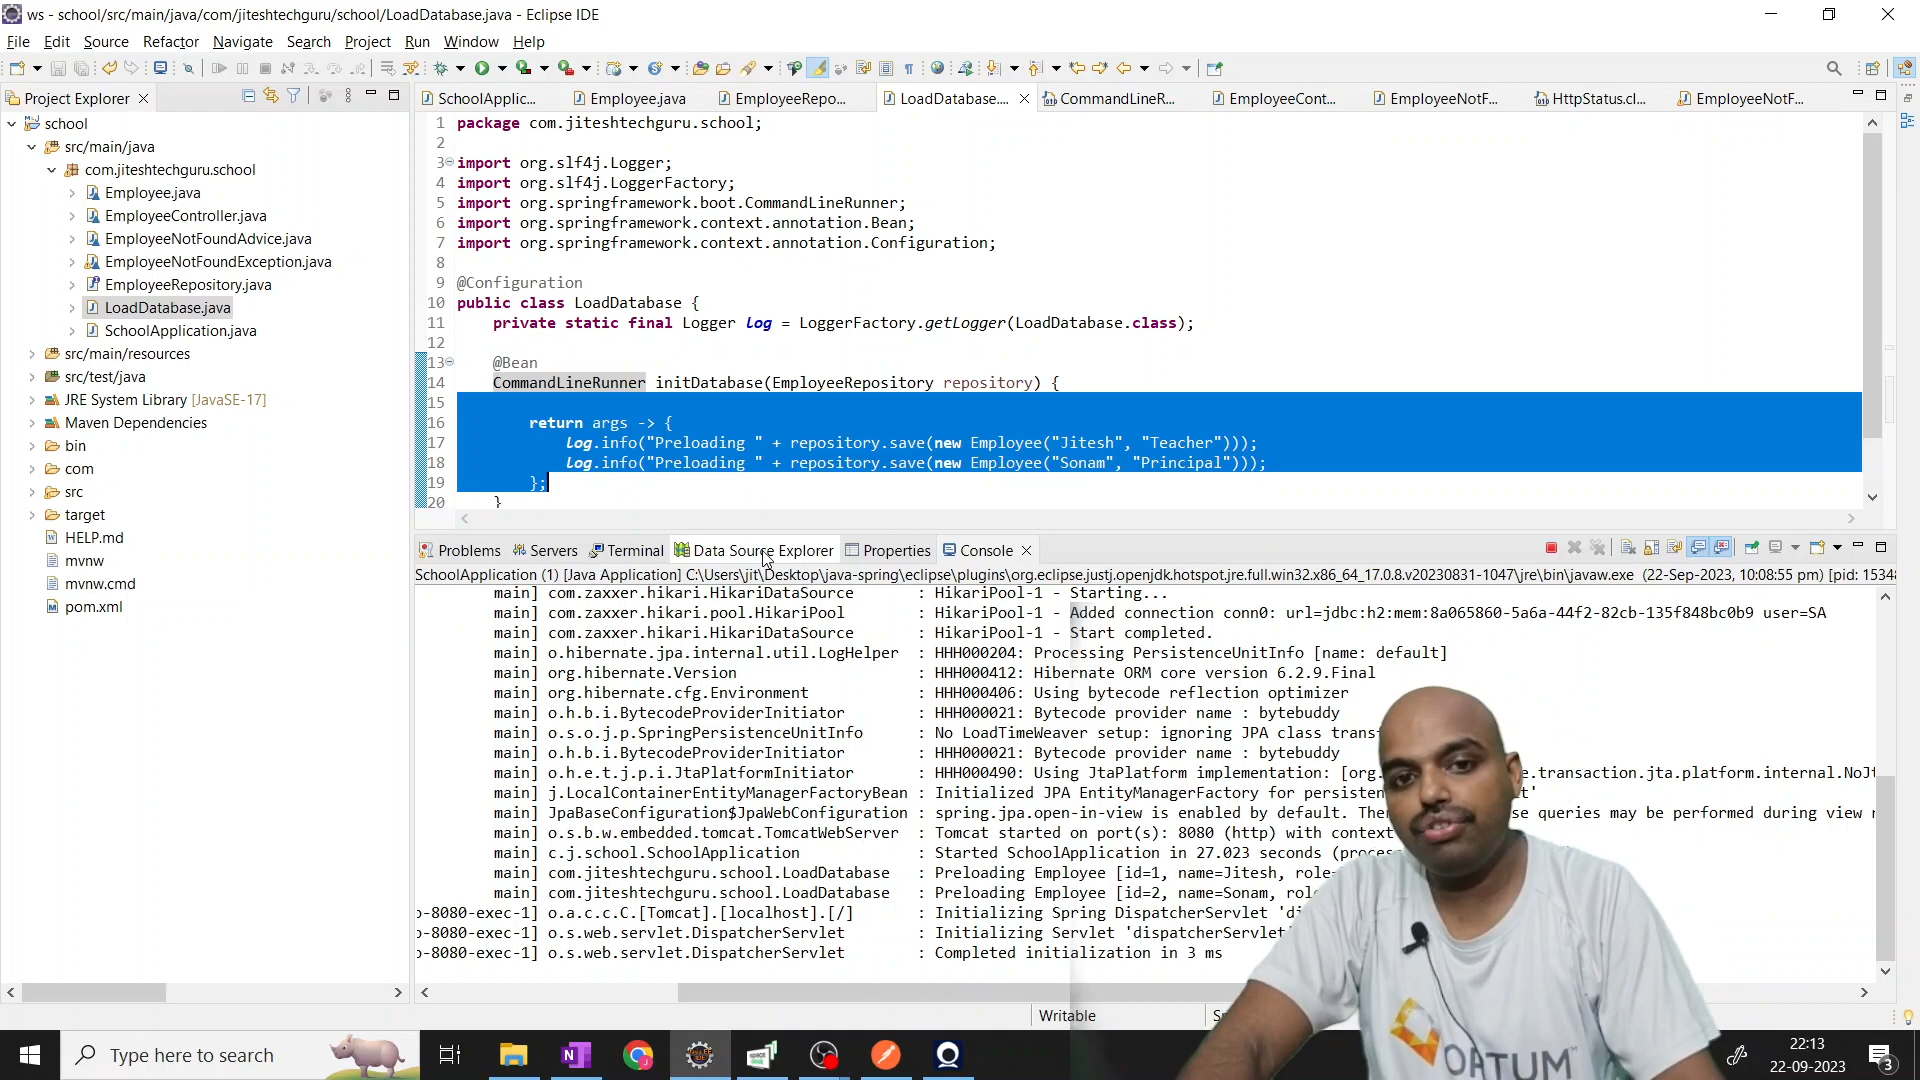 ws - school/src/main/java/com/jiteshtechguru/school/LoadDatabase.java - Eclipse IDE
File Edit Source Refactor Navigate Search Project Run Window Help
Project Explorer
SchoolApplic... Employee.java EmployeeRepo... LoadDatabase.... CommandLineR... EmployeeCont... EmployeeNotF... HttpStatus.cl... EmployeeNotF...
school
src/main/java
com.jiteshtechguru.school
Employee.java
EmployeeController.java
EmployeeNotFoundAdvice.java
EmployeeNotFoundException.java
EmployeeRepository.java
LoadDatabase.java
SchoolApplication.java
src/main/resources
src/test/java
JRE System Library [JavaSE-17]
Maven Dependencies
bin
com
src
target
HELP.md
mvnw
mvnw.cmd
pom.xml
1 package com.jiteshtechguru.school;
2
3 import org.slf4j.Logger;
4 import org.slf4j.LoggerFactory;
5 import org.springframework.boot.CommandLineRunner;
6 import org.springframework.context.annotation.Bean;
7 import org.springframework.context.annotation.Configuration;
8
9 @Configuration
10 public class LoadDatabase {
11 private static final Logger log = LoggerFactory.getLogger(LoadDatabase.class);
12
13 @Bean
14 CommandLineRunner initDatabase(EmployeeRepository repository) {
15
16 return args -> {
17 log.info("Preloading " + repository.save(new Employee("Jitesh", "Teacher")));
18 log.info("Preloading " + repository.save(new Employee("Sonam", "Principal")));
19 };
20 }
Problems Servers Terminal Data Source Explorer Properties Console
SchoolApplication (1) [Java Application] C:\Users\jit\Desktop\java-spring\eclipse\plugins\org.eclipse.justj.openjdk.hotspot.jre.full.win32.x86_64_17.0.8.v20230831-1047\jre\bin\javaw.exe (22-Sep-2023, 10:08:55 pm) [pid: 15348
main] com.zaxxer.hikari.HikariDataSource : HikariPool-1 - Starting...
main] com.zaxxer.hikari.pool.HikariPool : HikariPool-1 - Added connection conn0: url=jdbc:h2:mem:8a065860-5a6a-44f2-82cb-135f848bc0b9 user=SA
main] com.zaxxer.hikari.HikariDataSource : HikariPool-1 - Start completed.
main] o.hibernate.jpa.internal.util.LogHelper : HHH000204: Processing PersistenceUnitInfo [name: default]
main] org.hibernate.Version : HHH000412: Hibernate ORM core version 6.2.9.Final
main] org.hibernate.cfg.Environment : HHH000406: Using bytecode reflection optimizer
main] o.h.b.i.BytecodeProviderInitiator : HHH000021: Bytecode provider name : bytebuddy
main] o.s.o.j.p.SpringPersistenceUnitInfo : No LoadTimeWeaver setup: ignoring JPA class transf
main] o.h.b.i.BytecodeProviderInitiator : HHH000021: Bytecode provider name : bytebuddy
main] o.h.e.t.j.p.i.JtaPlatformInitiator : HHH000490: Using JtaPlatform implementation: [org. e.transaction.jta.platform.internal.NoJt
main] j.LocalContainerEntityManagerFactoryBean : Initialized JPA EntityManagerFactory for persisten t'
main] JpaBaseConfiguration$JpaWebConfiguration : spring.jpa.open-in-view is enabled by default. Ther se queries may be performed during view r
main] o.s.b.w.embedded.tomcat.TomcatWebServer : Tomcat started on port(s): 8080 (http) with context
main] c.j.school.SchoolApplication : Started SchoolApplication in 27.023 seconds (proces
main] com.jiteshtechguru.school.LoadDatabase : Preloading Employee [id=1, name=Jitesh, role=
main] com.jiteshtechguru.school.LoadDatabase : Preloading Employee [id=2, name=Sonam, rol
o-8080-exec-1] o.a.c.c.C.[Tomcat].[localhost].[/] : Initializing Spring DispatcherServlet 'di
o-8080-exec-1] o.s.web.servlet.DispatcherServlet : Initializing Servlet 'dispatcherServlet
o-8080-exec-1] o.s.web.servlet.DispatcherServlet : Completed initialization in 3 ms
Writable
OPTUM
Type here to search
22:13
22-09-2023
3